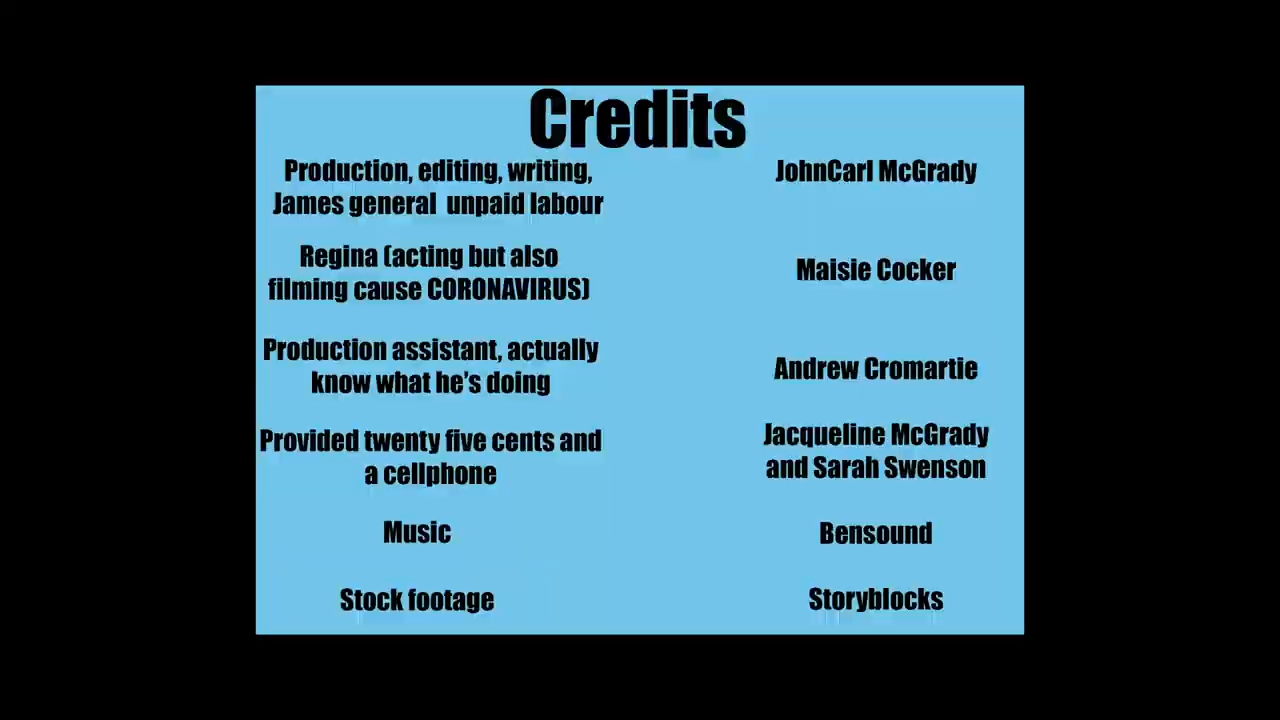 Credits
Production, editing, writing,
James general  unpaid labour
JohnCarl McGrady
Regina (acting but also
filming cause CORONAVIRUS)
Maisie Cocker
Production assistant, actually
know what he's doing
Andrew Cromartie
Provided twenty five cents and
a cellphone
Jacqueline McGrady
and Sarah Swenson
Music
Bensound
Stock footage
Storyblocks